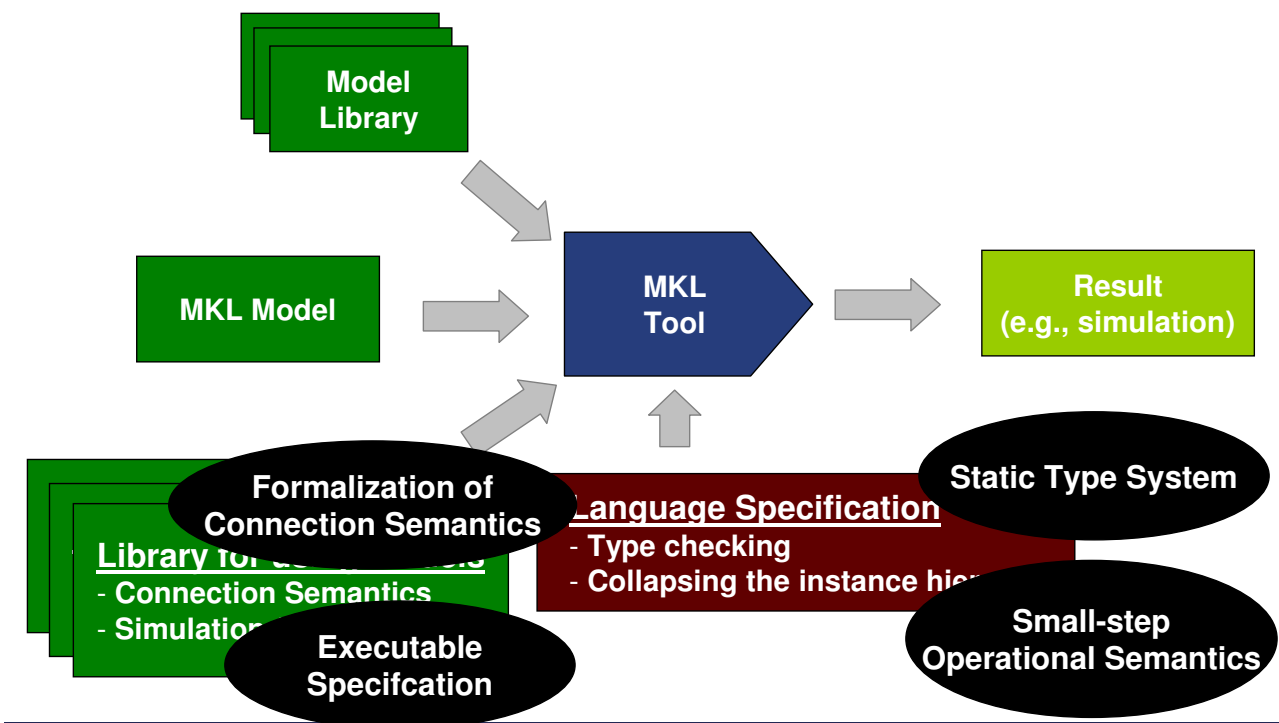 Model
Library
MKL Model
MKL
Tool
Result
(e.g., simulation)
Formalization of
Connection Semantics
Library for
- Connection Semantics
- Simulation
Executable
Specifcation
Language Specification
- Type checking
- Collapsing the instance
Static Type System
Small-step
Operational Semantics